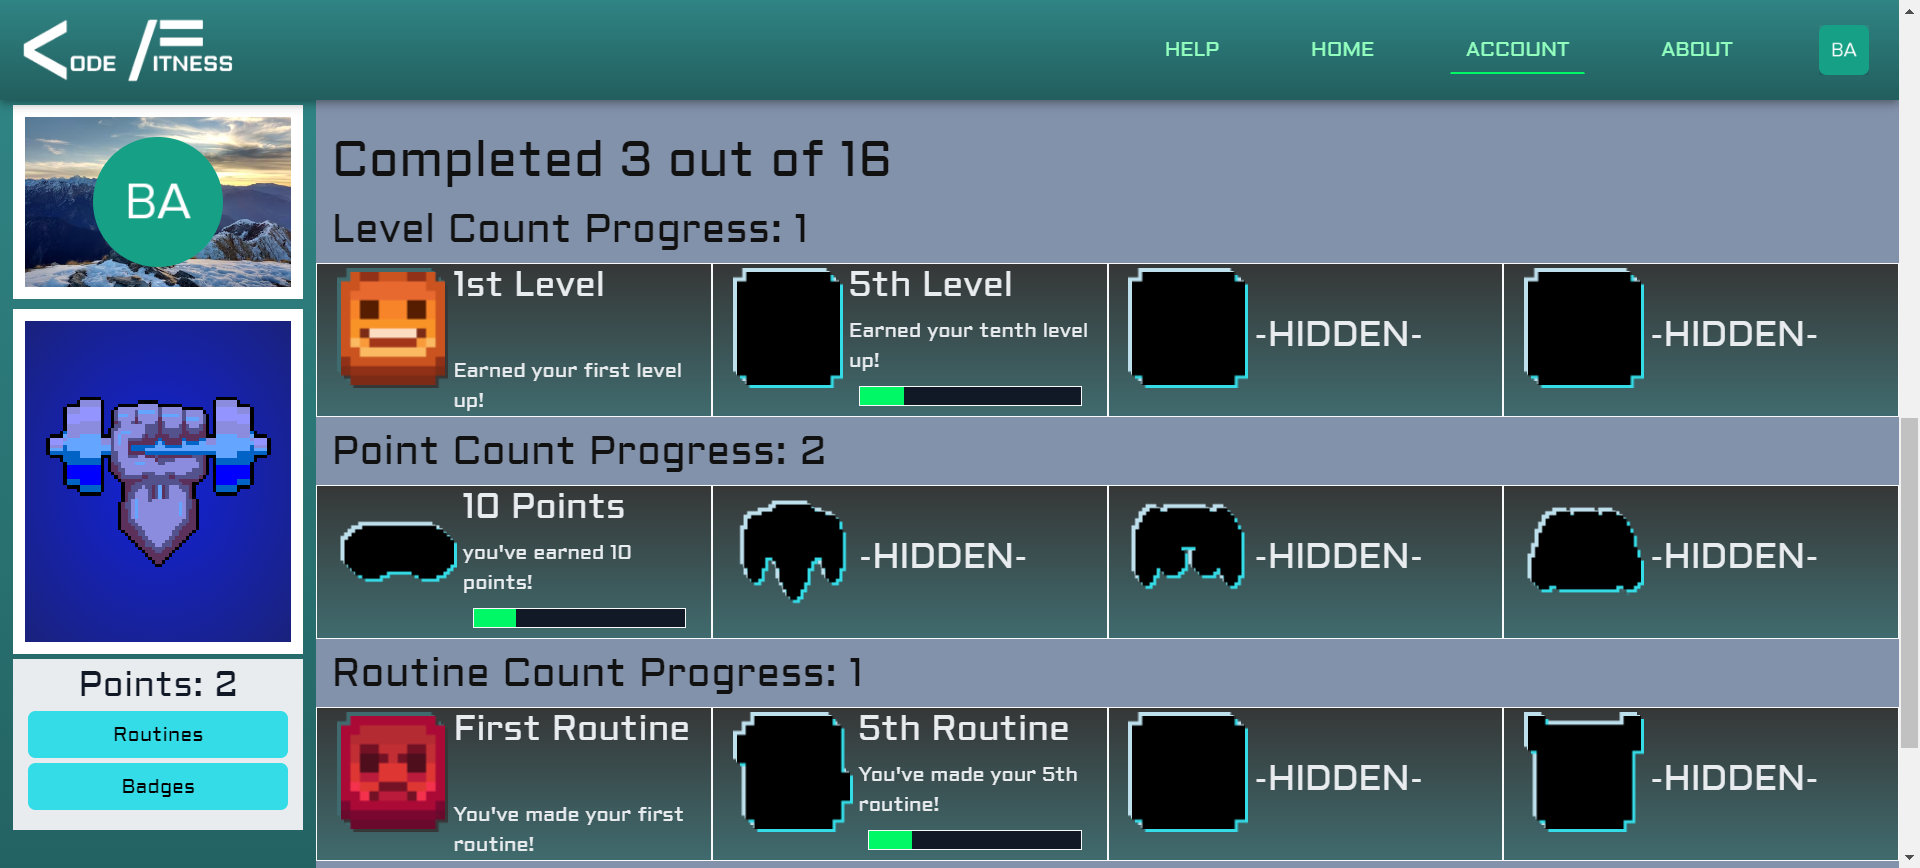 CODE /FITNESS
HELP HOME ACCOUNT ABOUT BA
BA
Points: 2
Routines
Badges
Completed 3 out of 16
Level Count Progress: 1
1st Level
Earned your first level
up!
5th Level
Earned your tenth level
up!
-HIDDEN-
-HIDDEN-
Point Count Progress: 2
10 Points
you've earned 10
points!
-HIDDEN-
-HIDDEN-
-HIDDEN-
Routine Count Progress: 1
First Routine
You've made your first
routine!
5th Routine
You've made your 5th
routine!
-HIDDEN-
-HIDDEN-